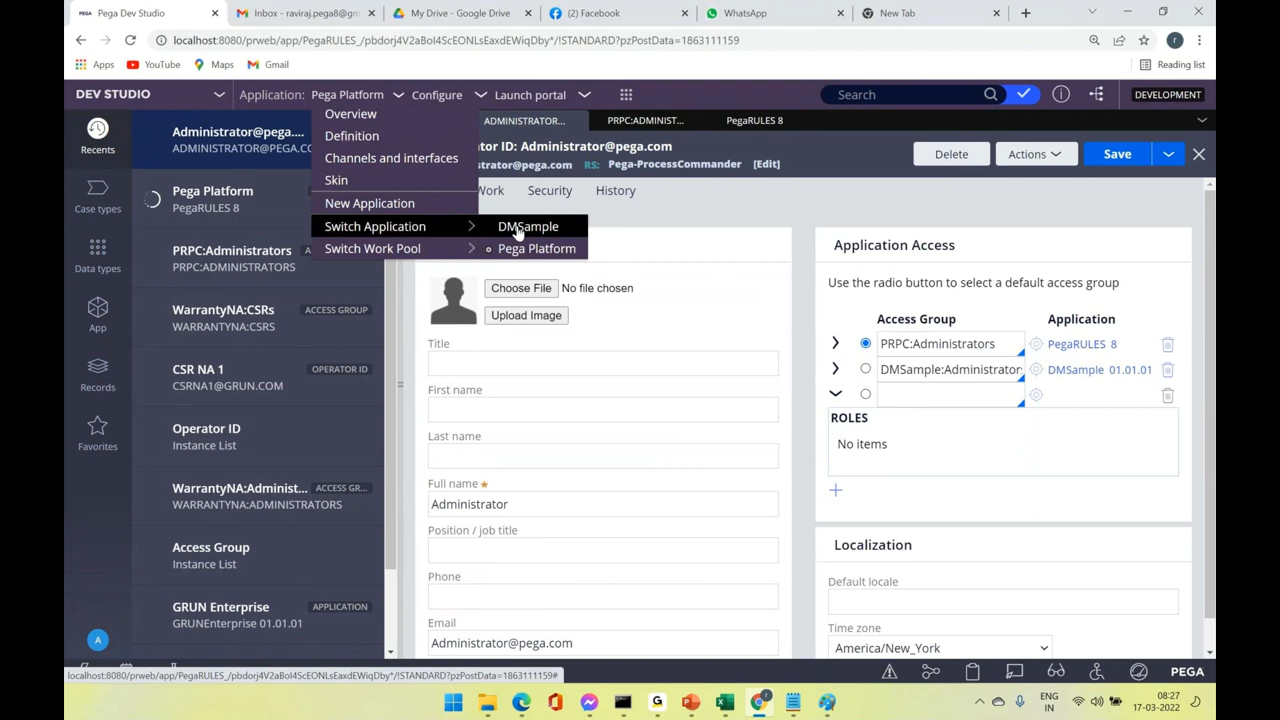 Pega Dev Studio
Inbox - raviraj.pega8@gm
My Drive - Google Drive
(2) Facebook
WhatsApp
New Tab
localhost:8080/prweb/app/PegaRULES_/pbdorj4V2aBol4ScEONLsEaxdEWiqDby*/!STANDARD?pzPostData=1863111159
Apps
YouTube
Maps
Gmail
Reading list
DEV STUDIO
Application:
Pega Platform
Configure
Launch portal
Search
DEVELOPMENT
Recents
Case types
Data types
App
Records
Favorites
A
Administrator@pega....
ADMINISTRATOR@PEGA.CO
Pega Platform
PegaRULES 8
PRPC:Administrators
PRPC:ADMINISTRATORS
WarrantyNA:CSRs
ACCESS GROUP
WARRANTYNA:CSRS
CSR NA 1
OPERATOR ID
CSRNA1@GRUN.COM
Operator ID
Instance List
WarrantyNA:Administ...
ACCESS GR...
WARRANTYNA:ADMINISTRATORS
Access Group
Instance List
GRUN Enterprise
APPLICATION
GRUNEnterprise 01.01.01
Overview
Definition
Channels and interfaces
Skin
New Application
Switch Application
Switch Work Pool
DMSample
Pega Platform
ADMINISTRATOR...
PRPC:ADMINIST...
PegaRULES 8
or ID: Administrator@pega.com
istrator@pega.com
RS:
Pega-ProcessCommander
[Edit]
Delete
Actions
Save
Work
Security
History
Choose File
No file chosen
Upload Image
Title
First name
Last name
Full name ★
Administrator
Position / job title
Phone
Email
Administrator@pega.com
Application Access
Use the radio button to select a default access group
Access Group
Application
PRPC:Administrators
PegaRULES 8
DMSample:Administrator
DMSample 01.01.01
ROLES
No items
Localization
Default locale
Time zone
America/New_York
localhost:8080/prweb/app/PegaRULES_/pbdorj4V2aBol4ScEONLsEaxdEWiqDby*/!STANDARD?pzPostData=1863111159#
PEGA
ENG
IN
08:27
17-03-2022